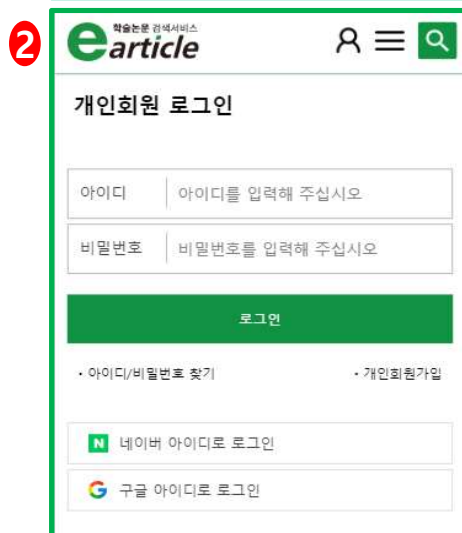 2
학술논문 검색서비스
earticle
개인회원 로그인
아이디 아이디를 입력해 주십시오
비밀번호 비밀번호를 입력해 주십시오
로그인
・아이디/비밀번호 찾기 ・개인회원가입
N 네이버 아이디로 로그인
G 구글 아이디로 로그인